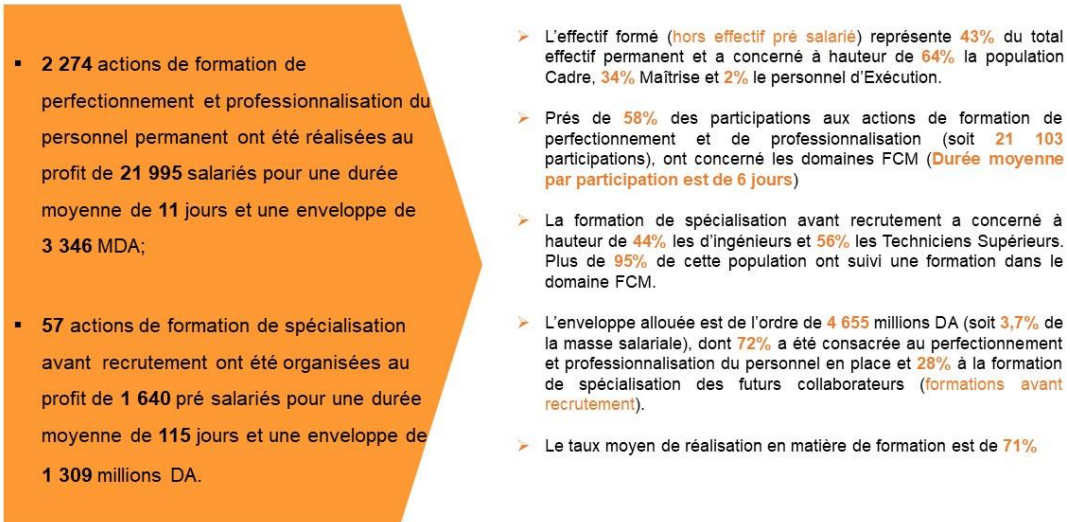 ▪ 2 274 actions de formation de
perfectionnement et professionnalisation du
personnel permanent ont été réalisées au
profit de 21 995 salariés pour une durée
moyenne de 11 jours et une enveloppe de
3 346 MDA;
▪ 57 actions de formation de spécialisation
avant recrutement ont été organisées au
profit de 1 640 pré salariés pour une durée
moyenne de 115 jours et une enveloppe de
1 309 millions DA.
➢ L'effectif formé (hors effectif pré salarié) représente 43% du total
effectif permanent et a concerné à hauteur de 64% la population
Cadre, 34% Maîtrise et 2% le personnel d'Exécution.
➢ Prés de 58% des participations aux actions de formation de
perfectionnement et de professionnalisation (soit 21 103
participations), ont concerné les domaines FCM (Durée moyenne
par participation est de 6 jours)
➢ La formation de spécialisation avant recrutement a concerné à
hauteur de 44% les d'ingénieurs et 56% les Techniciens Supérieurs.
Plus de 95% de cette population ont suivi une formation dans le
domaine FCM.
➢ L'enveloppe allouée est de l'ordre de 4 655 millions DA (soit 3,7% de
la masse salariale), dont 72% a été consacrée au perfectionnement
et professionnalisation du personnel en place et 28% à la formation
de spécialisation des futurs collaborateurs (formations avant
recrutement).
➢ Le taux moyen de réalisation en matière de formation est de 71%